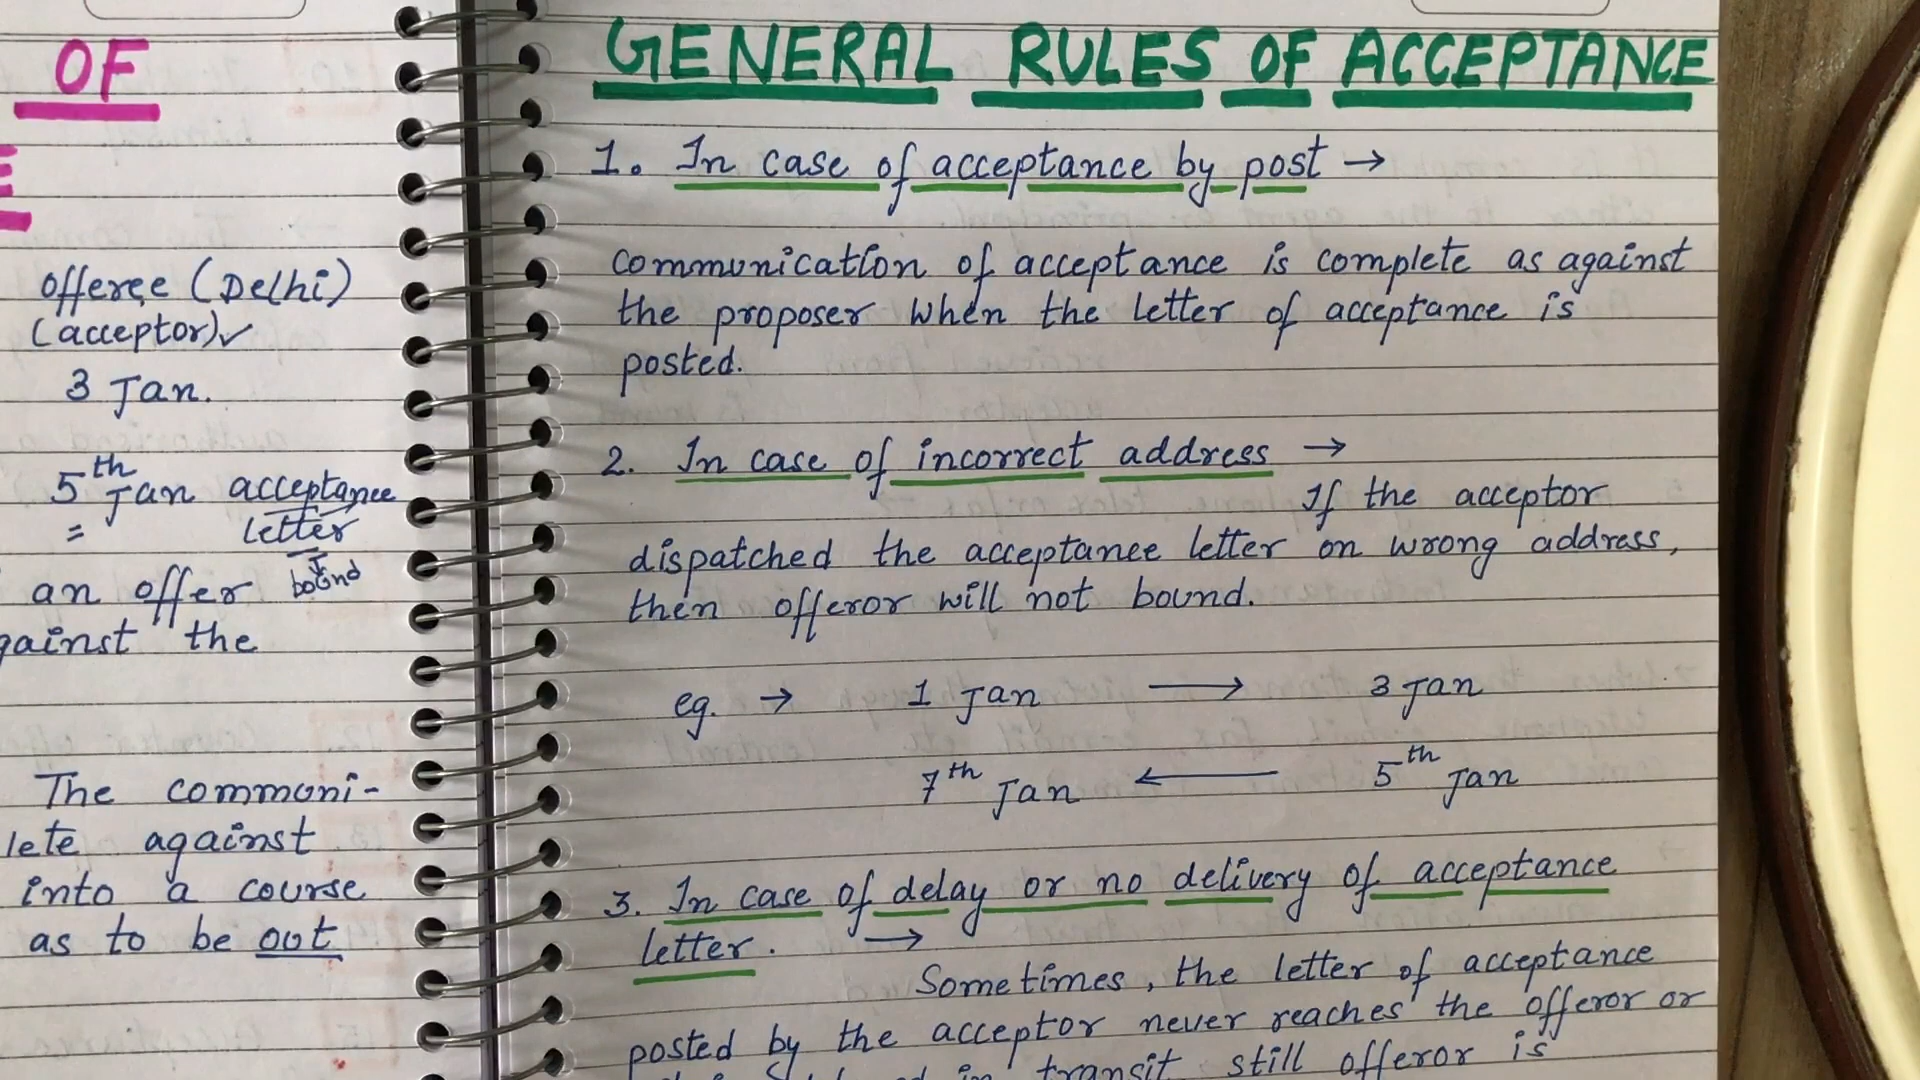 OF
offeree (Delhi)
(acceptor)✓
3 Jan.
5th Jan acceptance
=
letter
bound
an offer
gainst the
The communi-
lete against
into a course
as to be out
GENERAL RULES OF ACCEPTANCE
1. In case of acceptance by post →
communication of acceptance is complete as against
the proposer when the letter of acceptance is
posted.
2. In case of incorrect address →
If the acceptor
dispatched the acceptance letter on wrong address,
then offeror will not bound.
eg. → 1 Jan → 3 Jan
7th Jan ← 5th Jan
3. In case of delay or no delivery of acceptance
letter. →
Sometimes, the letter of acceptance
posted by the acceptor never reaches the offeror or
in transit still offeror is